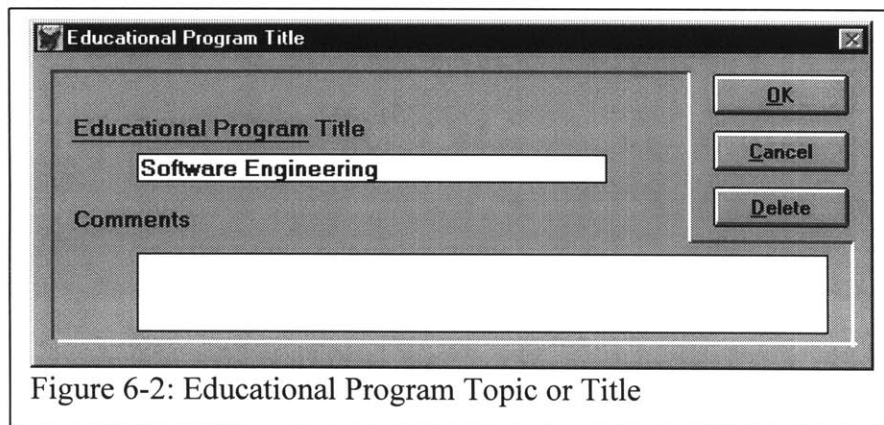 Educational Program Title
OK
Educational Program Title
Cancel
Software Engineering
Delete
Comments
Figure 6-2: Educational Program Topic or Title